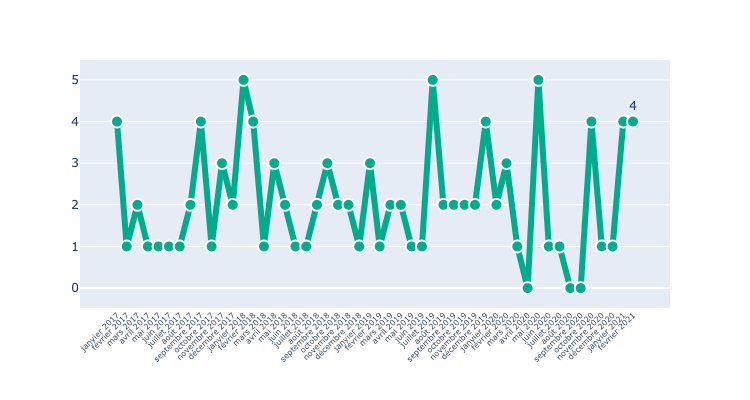 5
4
3
2
1
0
4
janvier 2017
février 2017
mars 2017
avril 2017
mai 2017
juin 2017
juillet 2017
août 2017
septembre 2017
octobre 2017
novembre 2017
décembre 2017
janvier 2018
février 2018
mars 2018
avril 2018
mai 2018
juin 2018
juillet 2018
août 2018
septembre 2018
octobre 2018
novembre 2018
décembre 2018
janvier 2019
février 2019
mars 2019
avril 2019
mai 2019
juin 2019
juillet 2019
août 2019
septembre 2019
octobre 2019
novembre 2019
décembre 2019
janvier 2020
février 2020
mars 2020
avril 2020
mai 2020
juin 2020
juillet 2020
août 2020
septembre 2020
octobre 2020
novembre 2020
décembre 2020
janvier 2021
février 2021